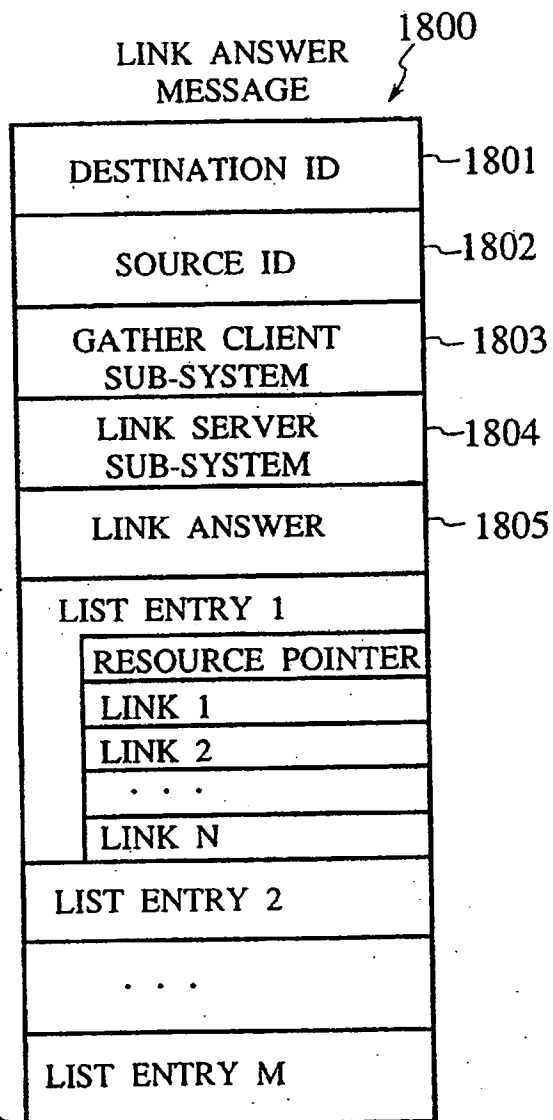 1800
LINK ANSWER
MESSAGE
DESTINATION ID 1801
SOURCE ID 1802
GATHER CLIENT
SUB-SYSTEM 1803
LINK SERVER
SUB-SYSTEM 1804
LINK ANSWER 1805
LIST ENTRY 1
RESOURCE POINTER
LINK 1
LINK 2
. . .
LINK N
LIST ENTRY 2
. . .
LIST ENTRY M